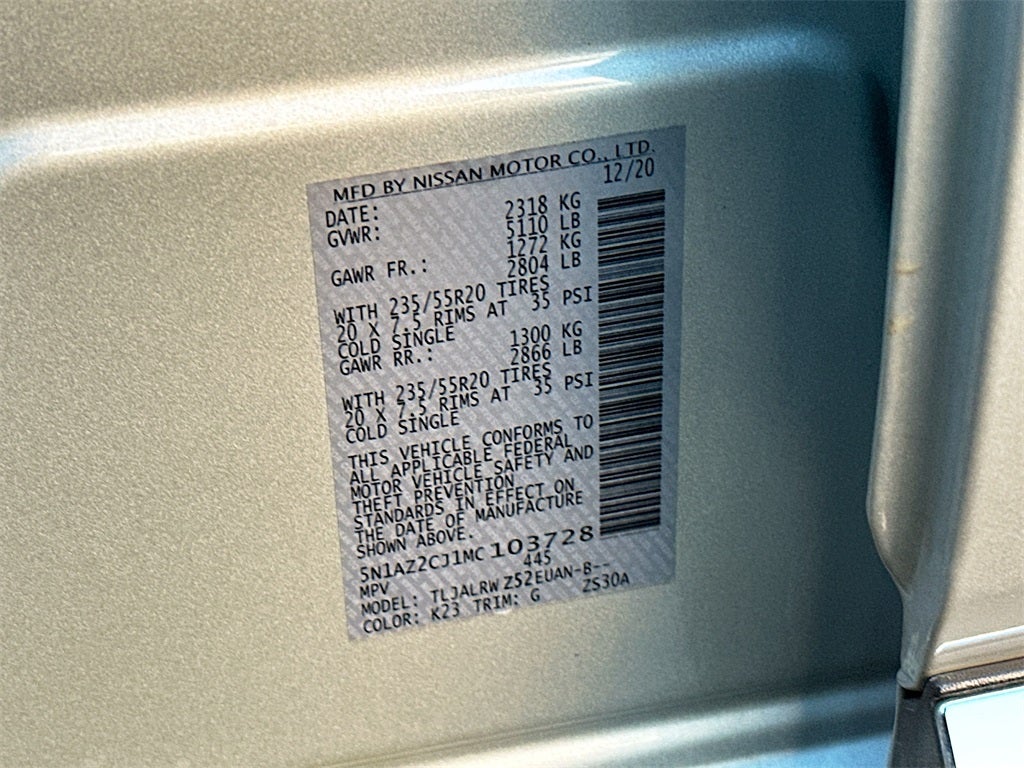 MFD BY NISSAN MOTOR CO., LTD.
DATE: 12/20
GVWR: 2318 KG
5110 LB
GAWR FR.: 1272 KG
2804 LB
WITH 235/55R20 TIRES
20 X 7.5 RIMS AT 35 PSI
COLD SINGLE
GAWR RR.: 1300 KG
2866 LB
WITH 235/55R20 TIRES
20 X 7.5 RIMS AT 35 PSI
COLD SINGLE
THIS VEHICLE CONFORMS TO
ALL APPLICABLE FEDERAL
MOTOR VEHICLE SAFETY AND
THEFT PREVENTION
STANDARDS IN EFFECT ON
THE DATE OF MANUFACTURE
SHOWN ABOVE.
5N1AZ2CJ1MC103728
MPV 445
MODEL: TLJALRWZ52EUAN-B--
COLOR: K23 TRIM: G Z530A